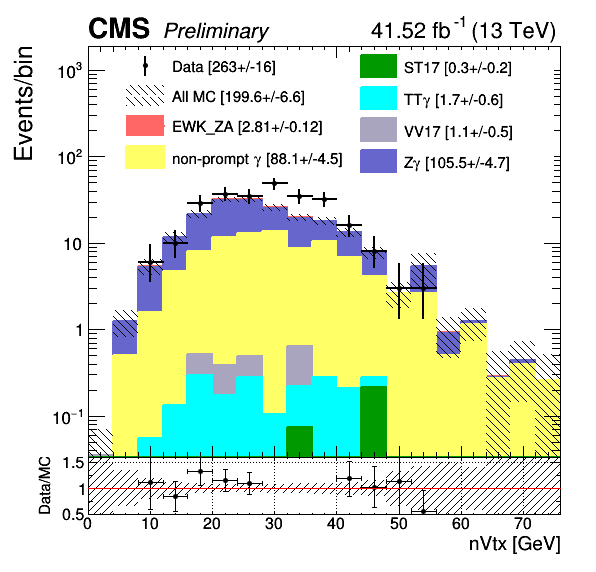 CMS Preliminary 41.52 fb⁻¹ (13 TeV)
Events/bin
Data [263+/-16]
All MC [199.6+/-6.6]
EWK_ZA [2.81+/-0.12]
non-prompt γ [88.1+/-4.5]
ST17 [0.3+/-0.2]
TTγ [1.7+/-0.6]
VV17 [1.1+/-0.5]
Zγ [105.5+/-4.7]
10³
10²
10
1
10⁻¹
Data/MC
1.5
1
0.5
0 10 20 30 40 50 60 70
nVtx [GeV]